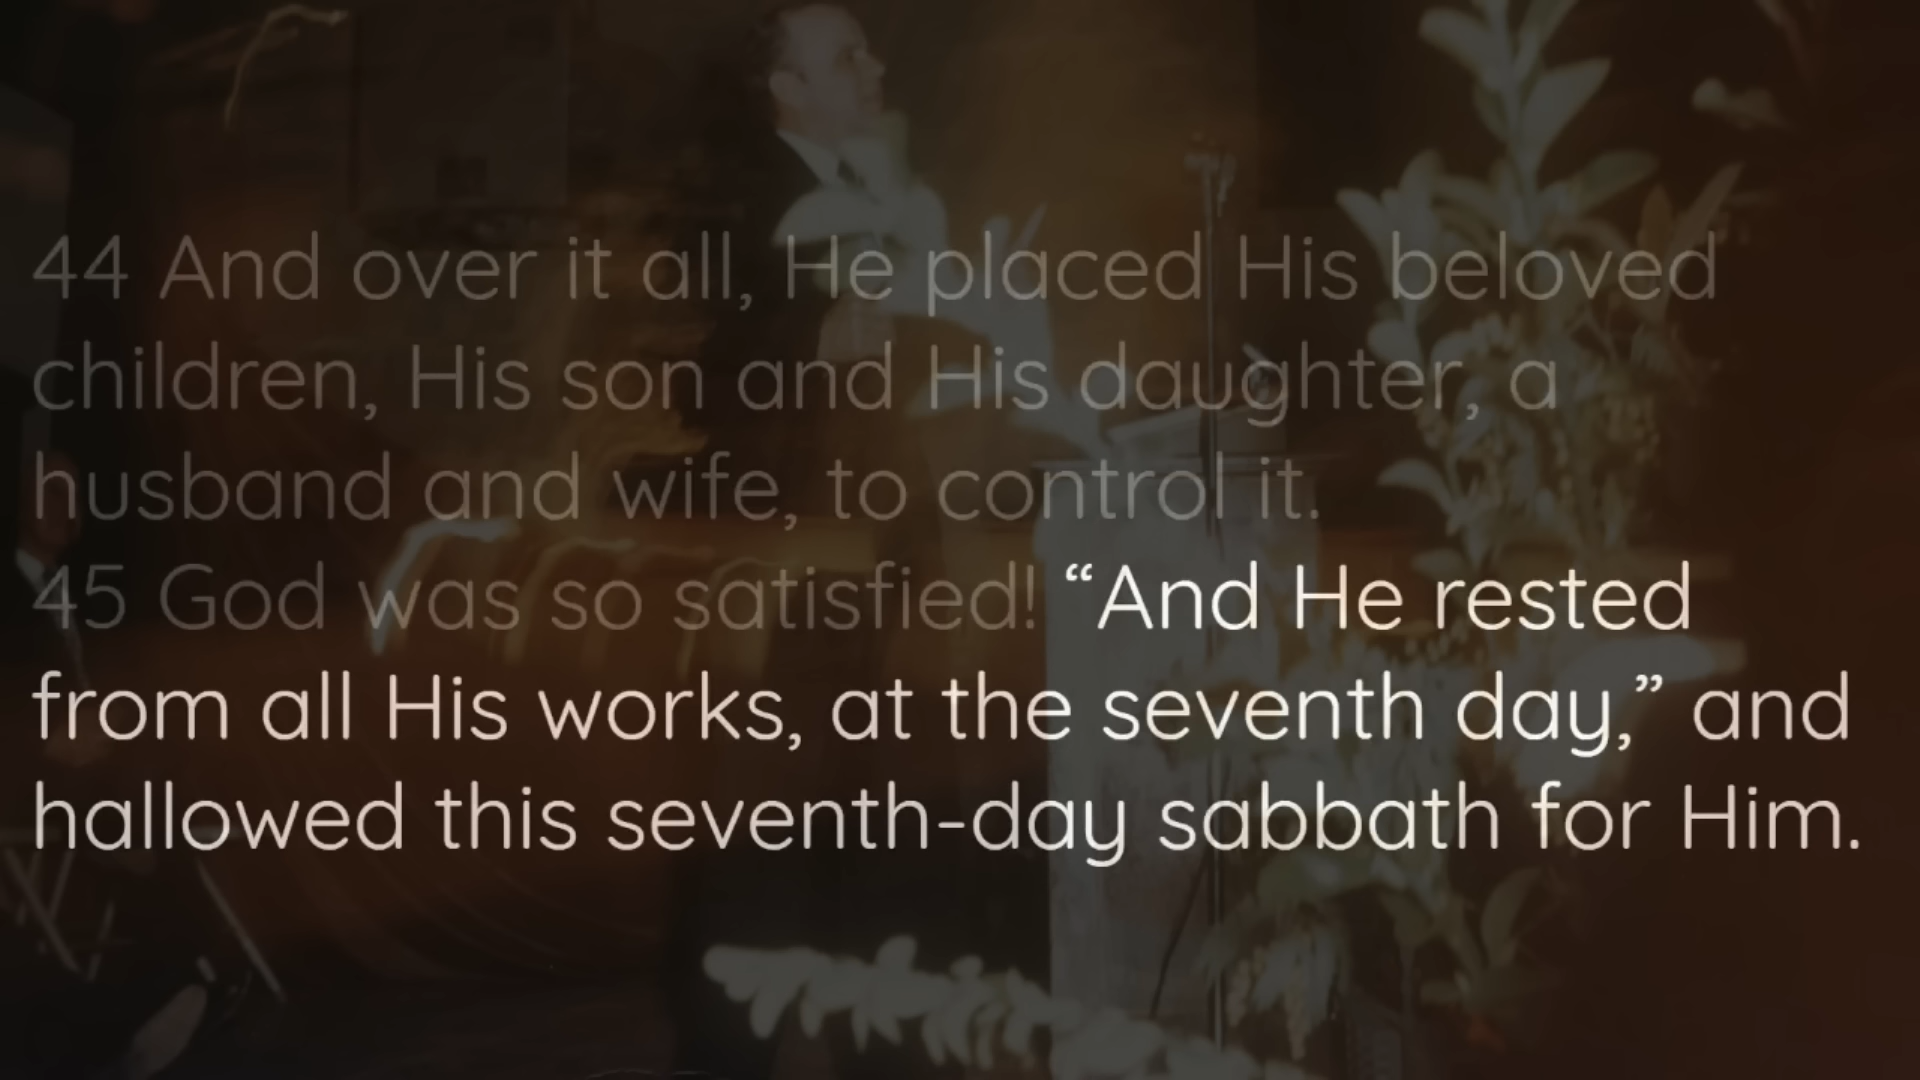 44 And over it all, He placed His beloved
children, His son and His daughter, a
husband and wife, to control it.
45 God was so satisfied! “And He rested
from all His works, at the seventh day,” and
hallowed this seventh-day sabbath for Him.